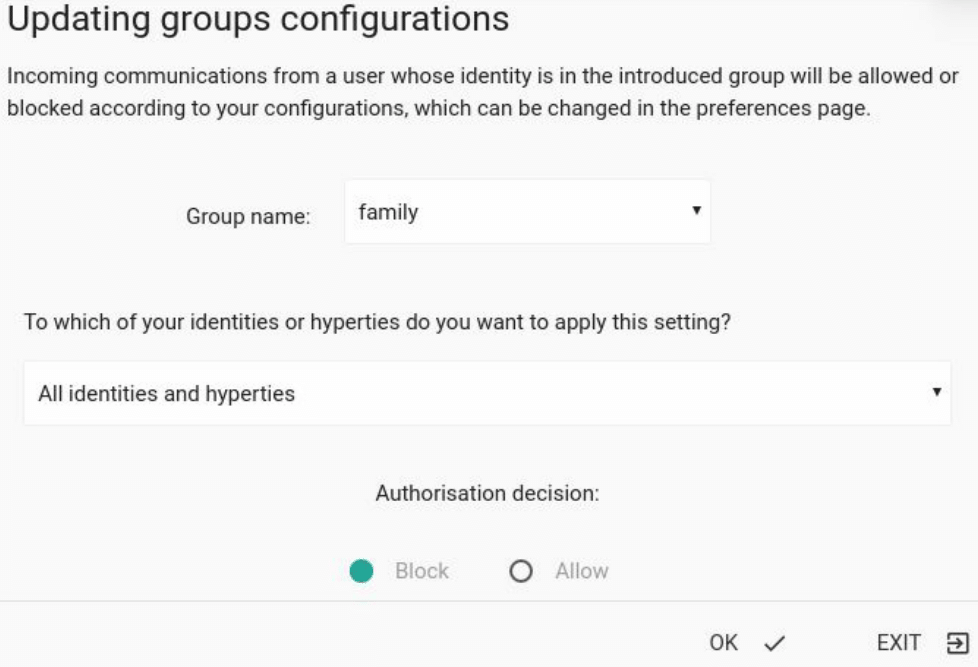 Updating groups configurations
Incoming communications from a user whose identity is in the introduced group will be allowed or
blocked according to your configurations, which can be changed in the preferences page.
Group name: family
To which of your identities or hyperties do you want to apply this setting?
All identities and hyperties
Authorisation decision:
Block Allow
OK EXIT